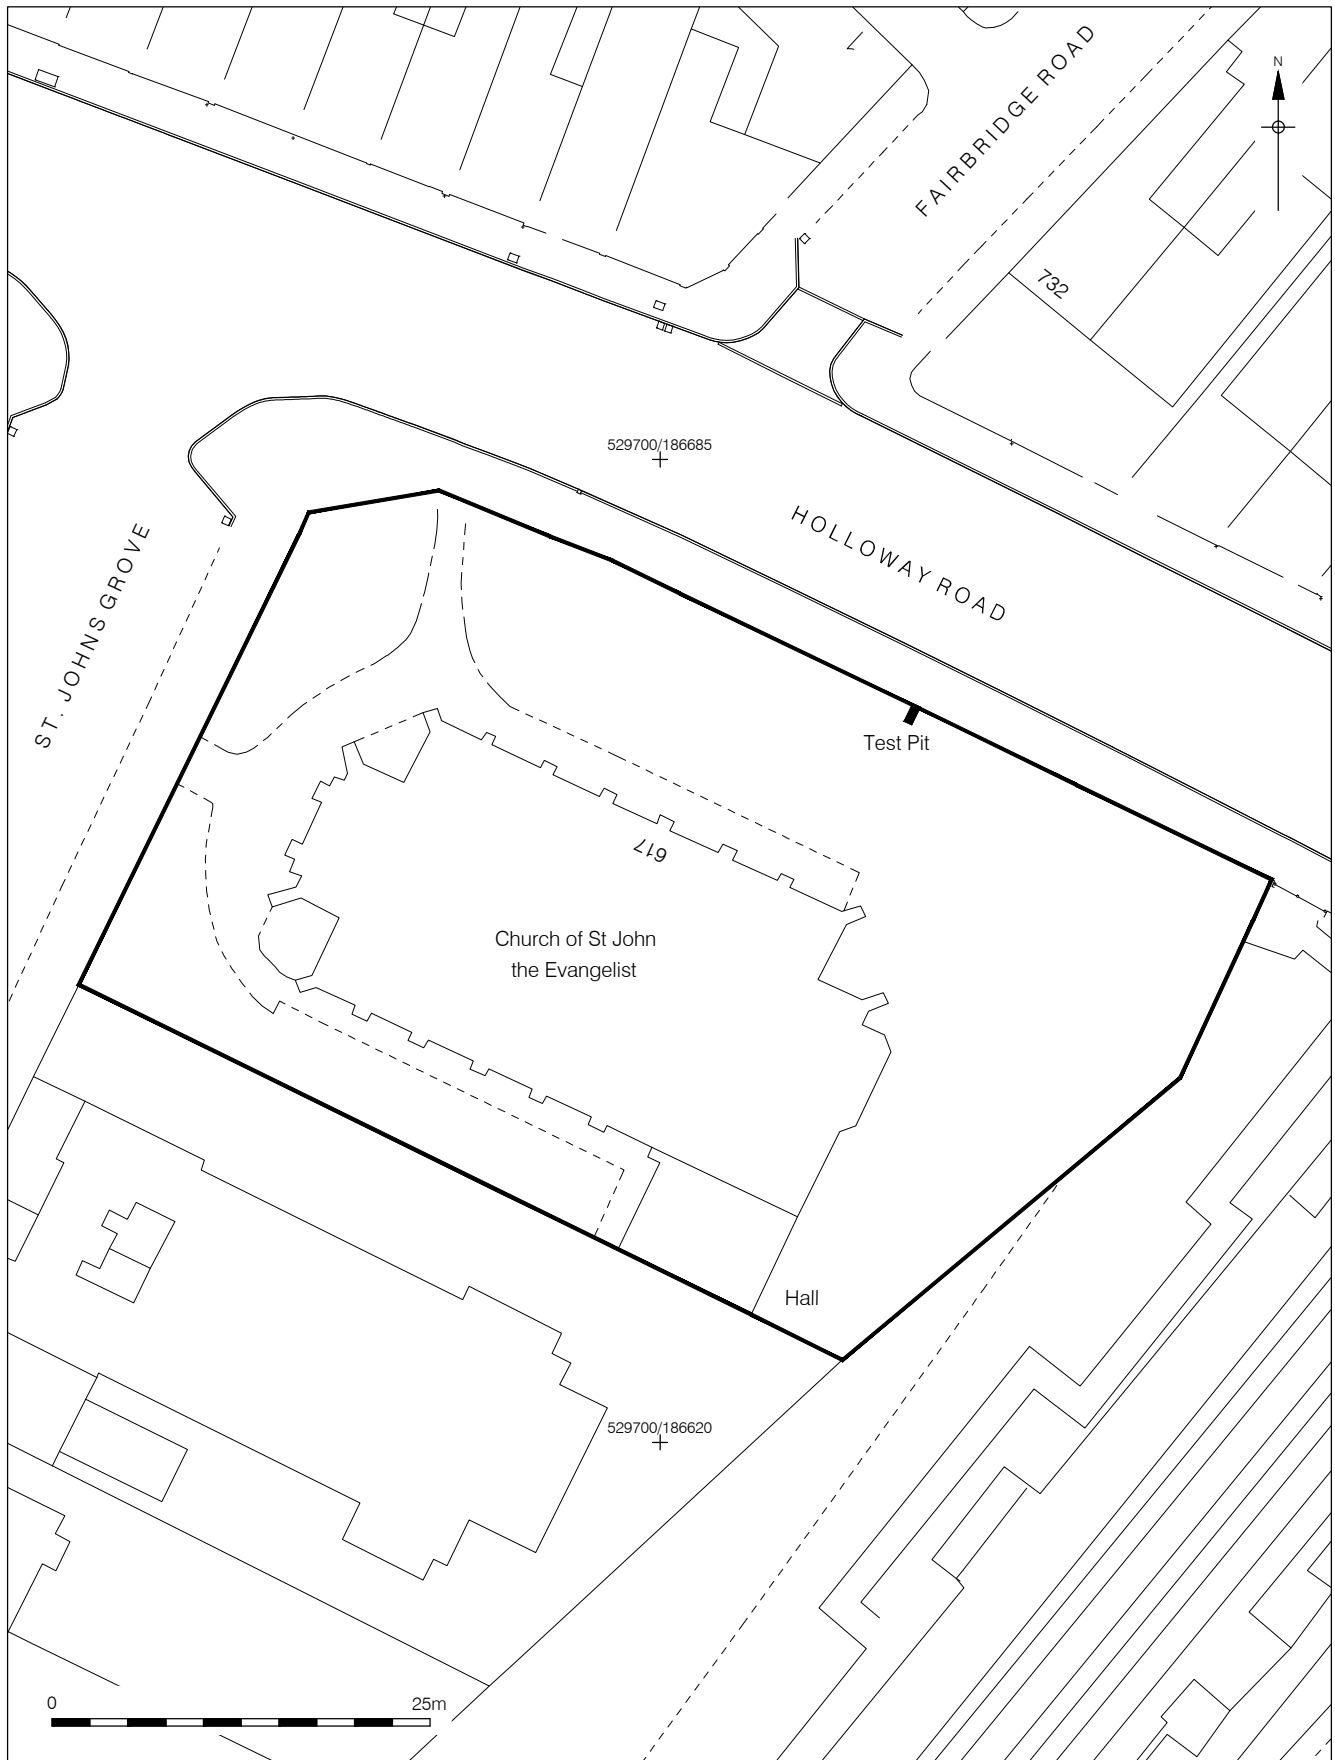 N
FAIRBRIDGE ROAD
732
529700/186685
HOLLOWAY ROAD
ST. JOHNS GROVE
Test Pit
617
Church of St John
the Evangelist
Hall
529700/186620
0 25m